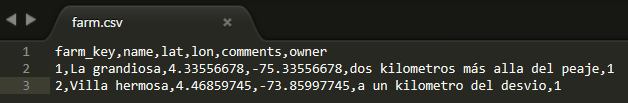 farm.csv
1 farm_key,name,lat,lon,comments,owner
2 1,La grandiosa,4.33556678,-75.33556678,dos kilometros más alla del peaje,1
3 2,Villa hermosa,4.46859745,-73.85997745,a un kilometro del desvio,1